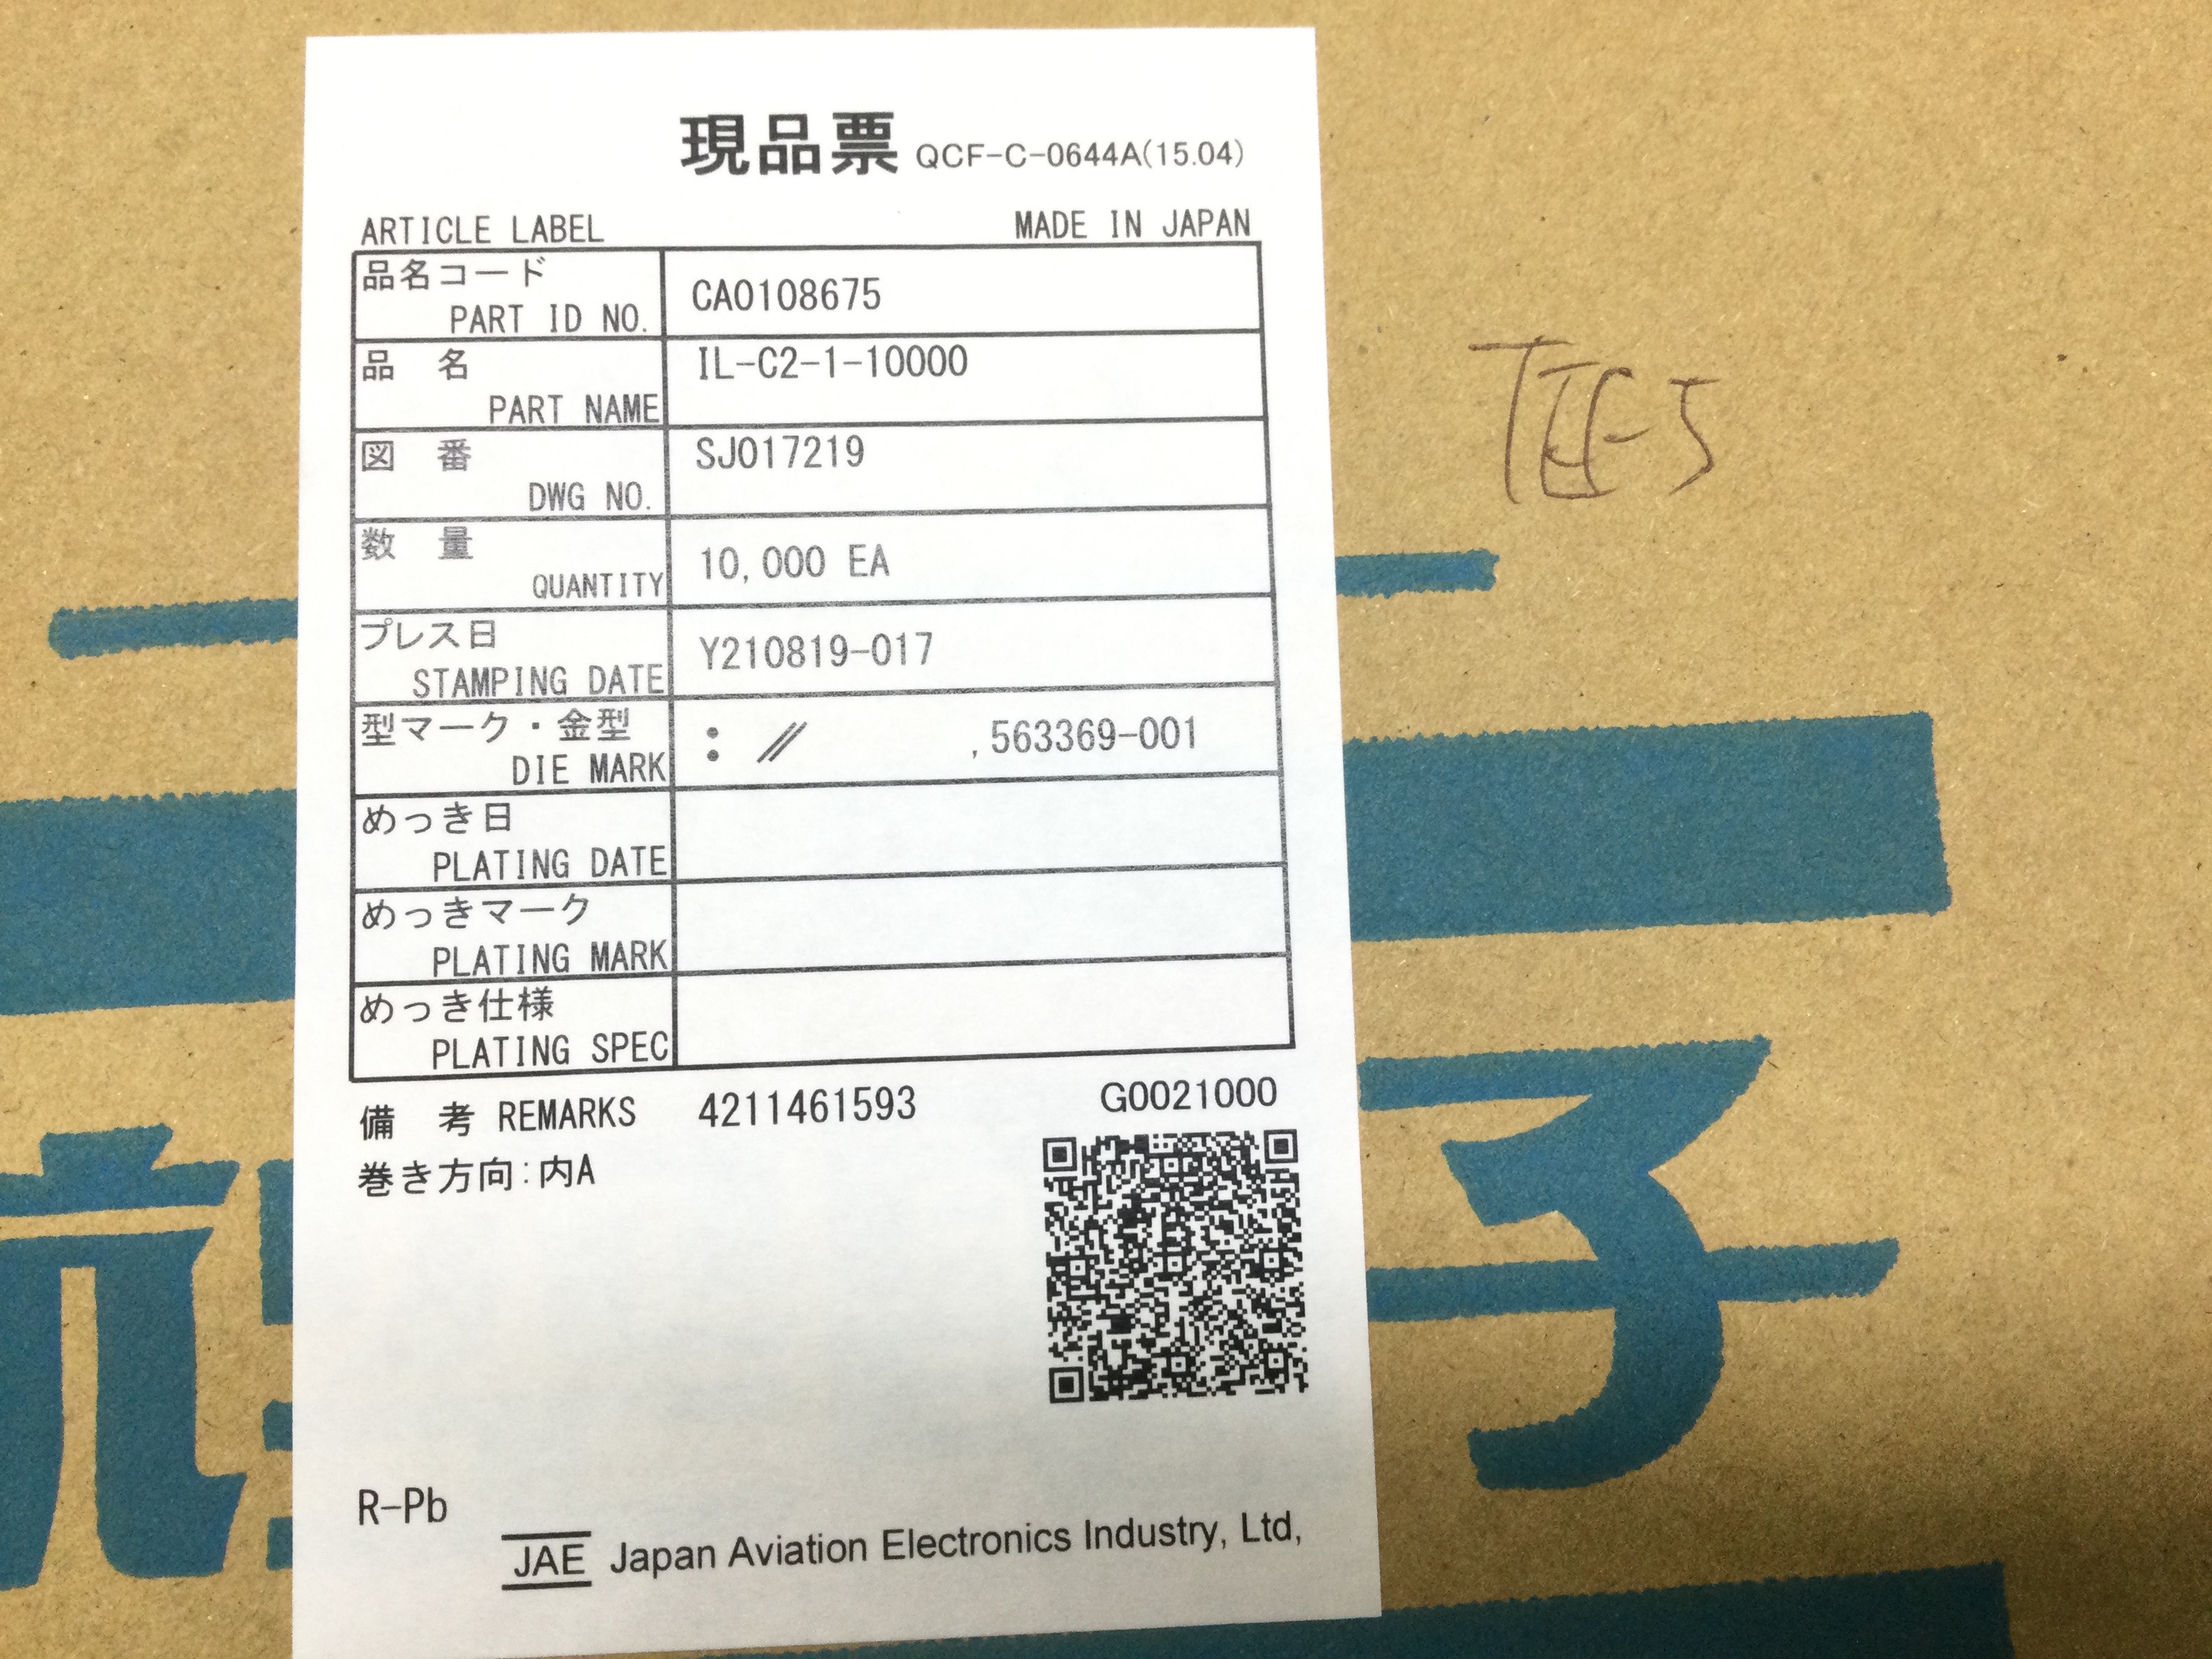 現品票 QCF-C-0644A(15.04)
ARTICLE LABEL MADE IN JAPAN
品名コード
PART ID NO. CA0108675
品 名 IL-C2-1-10000
PART NAME
図 番 SJ017219
DWG NO.
数 量 10,000 EA
QUANTITY
プレス日 Y210819-017
STAMPING DATE
型マーク・金型 : // ,563369-001
DIE MARK
めっき日
PLATING DATE
めっきマーク
PLATING MARK
めっき仕様
PLATING SPEC
備 考 REMARKS 4211461593 G0021000
巻き方向:内A
R-Pb
JAE Japan Aviation Electronics Industry, Ltd,